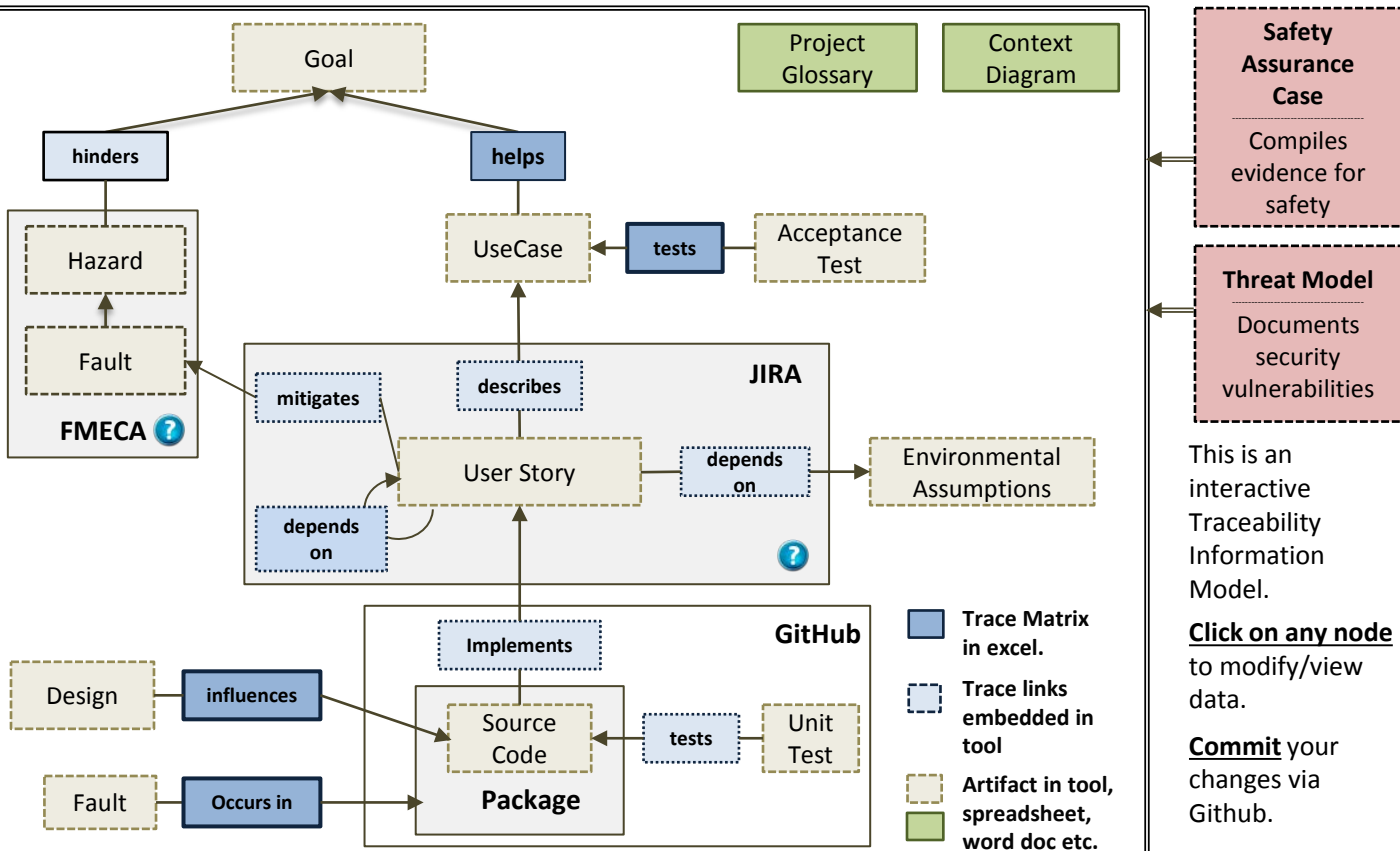 Goal
Project
Glossary
Context
Diagram
Safety
Assurance
Case
Compiles
evidence for
safety
hinders
helps
Hazard
UseCase
tests
Acceptance
Test
Fault
FMECA ?
Threat Model
Documents
security
vulnerabilities
JIRA
mitigates
describes
User Story
depends
on
Environmental
Assumptions
depends
on
?
This is an
interactive
Traceability
Information
Model.
Click on any node
to modify/view
data.
Commit your
changes via
Github.
GitHub
Implements
Design
influences
Source
Code
tests
Unit
Test
Package
Fault
Occurs in
Trace Matrix
in excel.
Trace links
embedded in
tool
Artifact in tool,
spreadsheet,
word doc etc.